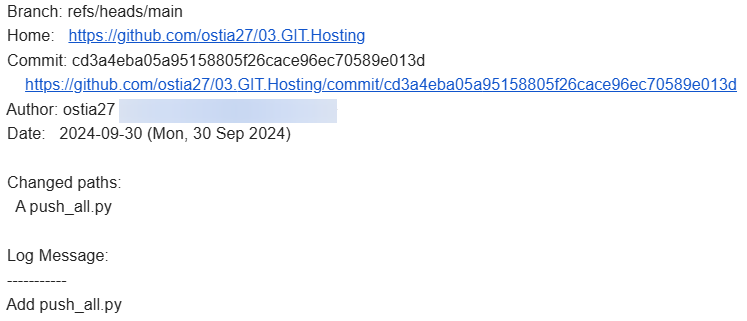 Branch: refs/heads/main
Home: https://github.com/ostia27/03.GIT.Hosting
Commit: cd3a4eba05a95158805f26cace96ec70589e013d
https://github.com/ostia27/03.GIT.Hosting/commit/cd3a4eba05a95158805f26cace96ec70589e013d
Author: ostia27
Date: 2024-09-30 (Mon, 30 Sep 2024)
Changed paths:
A push_all.py
Log Message:
-----------
Add push_all.py